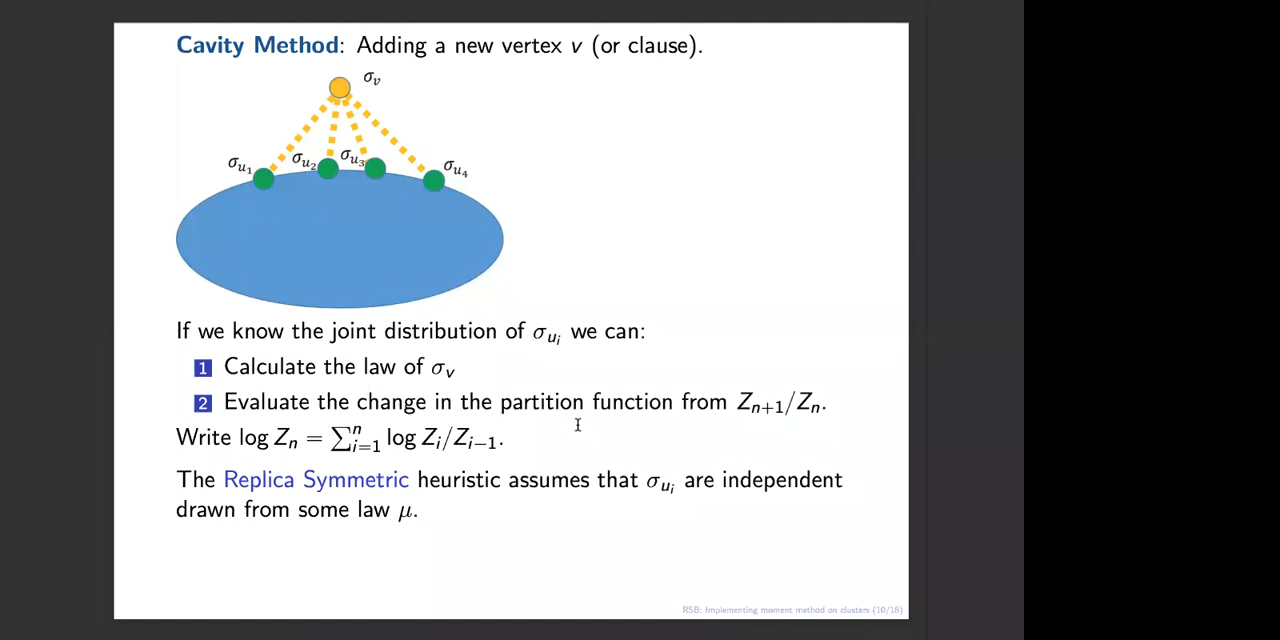 Cavity Method: Adding a new vertex v (or clause).
σ_v
σ_{u_1} σ_{u_2} σ_{u_3} σ_{u_4}
If we know the joint distribution of σ_{u_i} we can:
1 Calculate the law of σ_v
2 Evaluate the change in the partition function from Z_{n+1}/Z_n.
Write log Z_n = ∑_{i=1}^n log Z_i/Z_{i−1}.
The Replica Symmetric heuristic assumes that σ_{u_i} are independent
drawn from some law μ.
RSB: Implementing moment method on clusters (10/18)